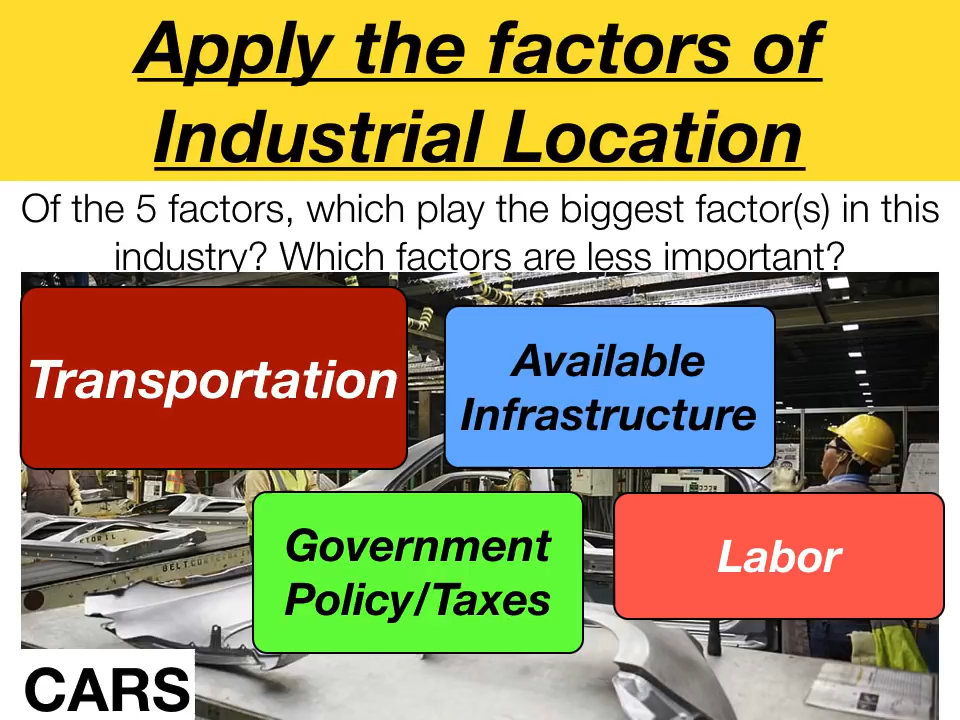 Apply the factors of
Industrial Location
Of the 5 factors, which play the biggest factor(s) in this
industry? Which factors are less important?
Transportation
Available
Infrastructure
Government
Policy/Taxes
Labor
CARS